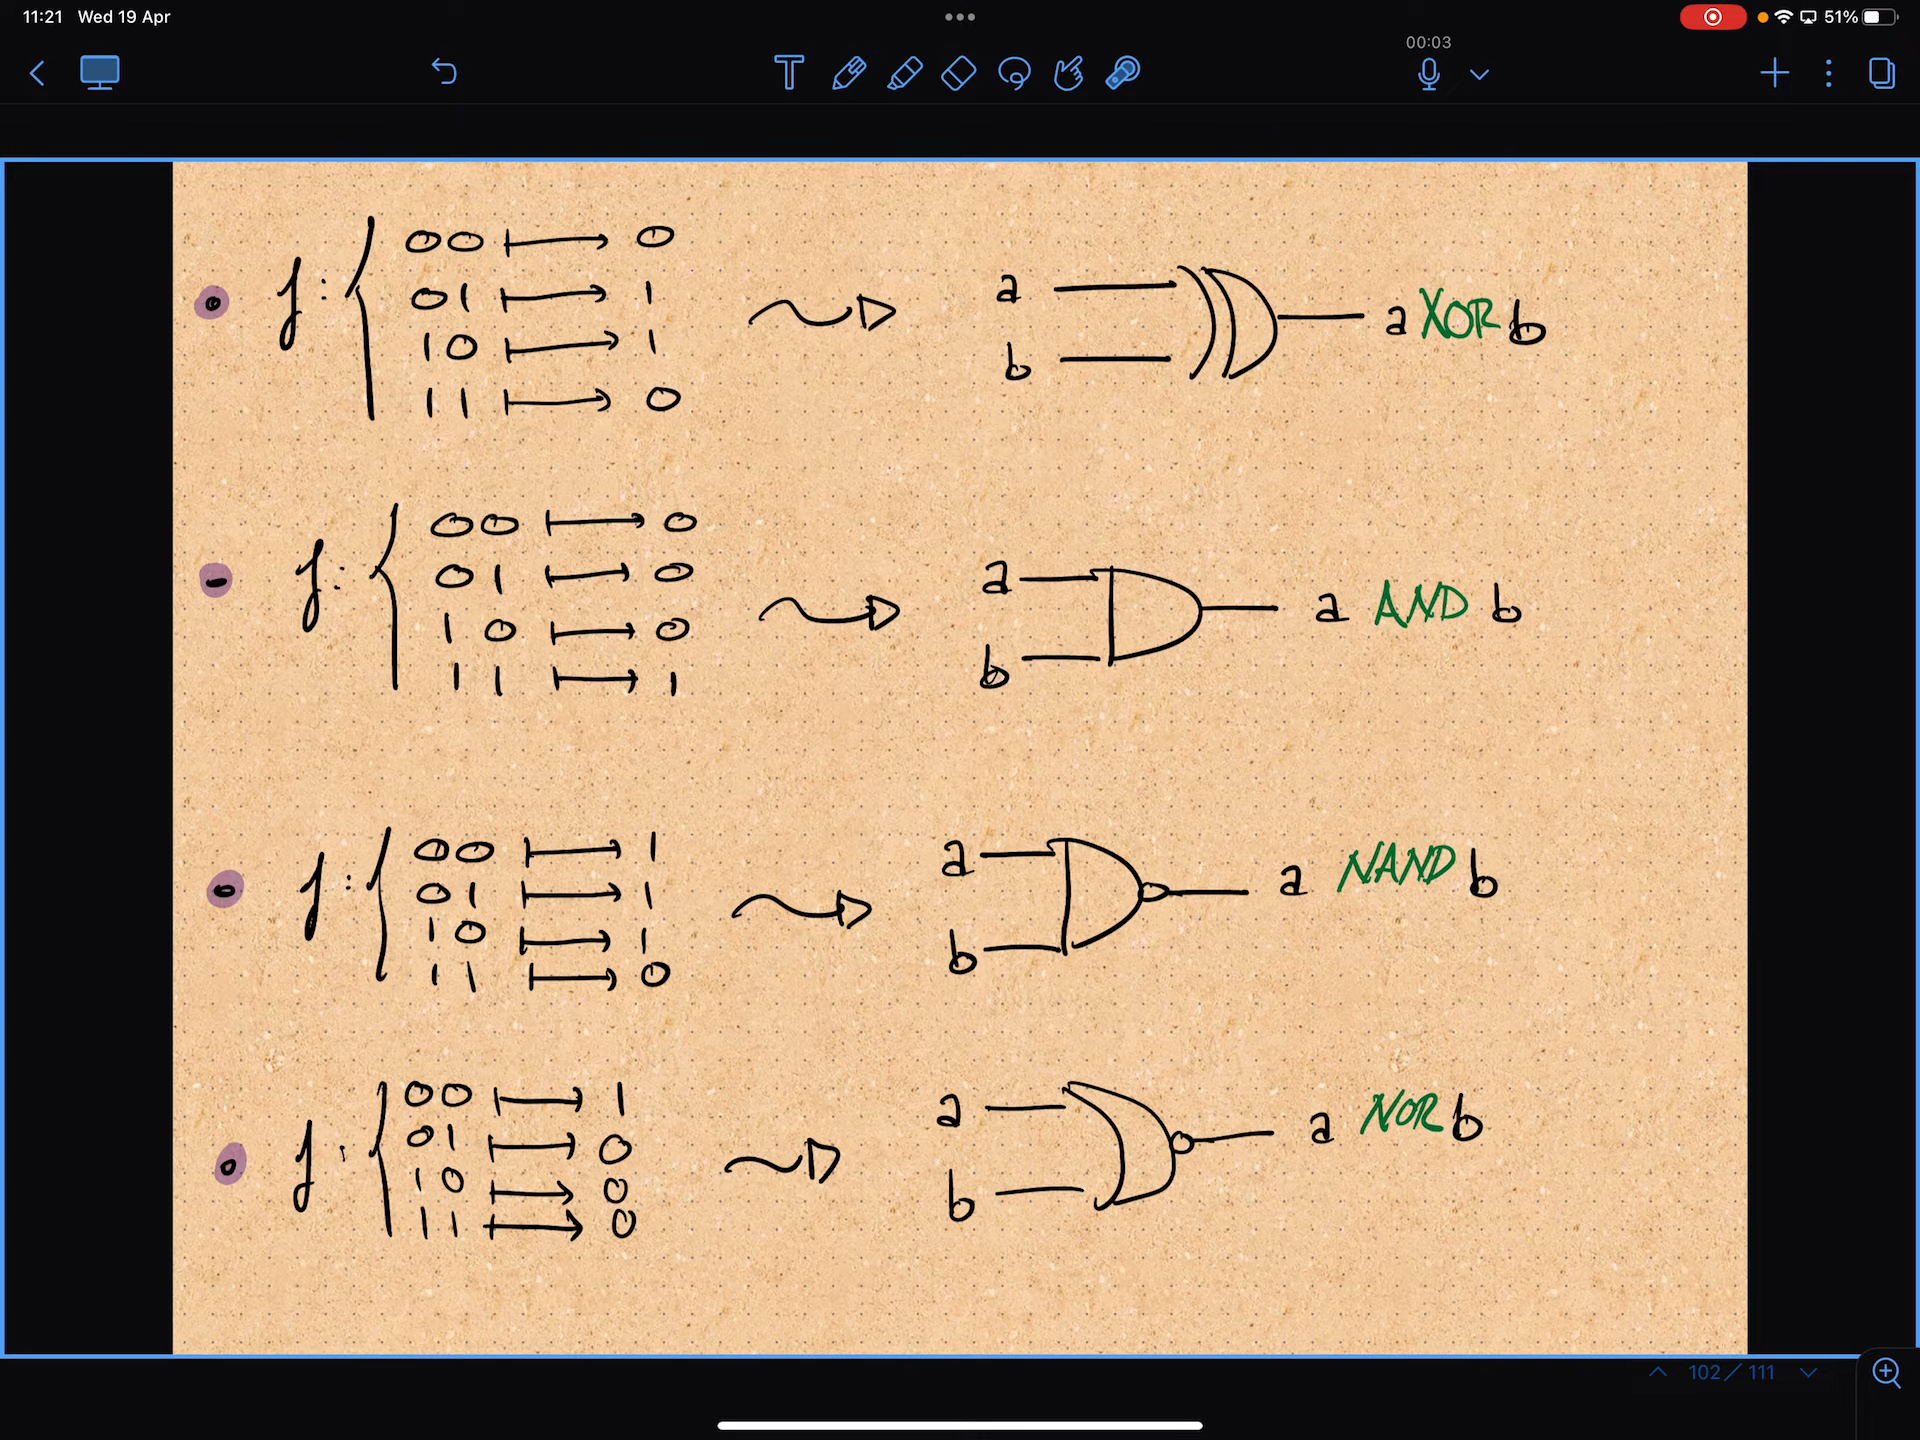 11:21 Wed 19 Apr
51%
00:03
f: { 00 ↦ 0
01 ↦ 1
10 ↦ 1
11 ↦ 0
a
b
a XOR b
f: { 00 ↦ 0
01 ↦ 0
10 ↦ 0
11 ↦ 1
a
b
a AND b
f: { 00 ↦ 1
01 ↦ 1
10 ↦ 1
11 ↦ 0
a
b
a NAND b
f: { 00 ↦ 1
01 ↦ 0
10 ↦ 0
11 ↦ 0
a
b
a NOR b
102/111